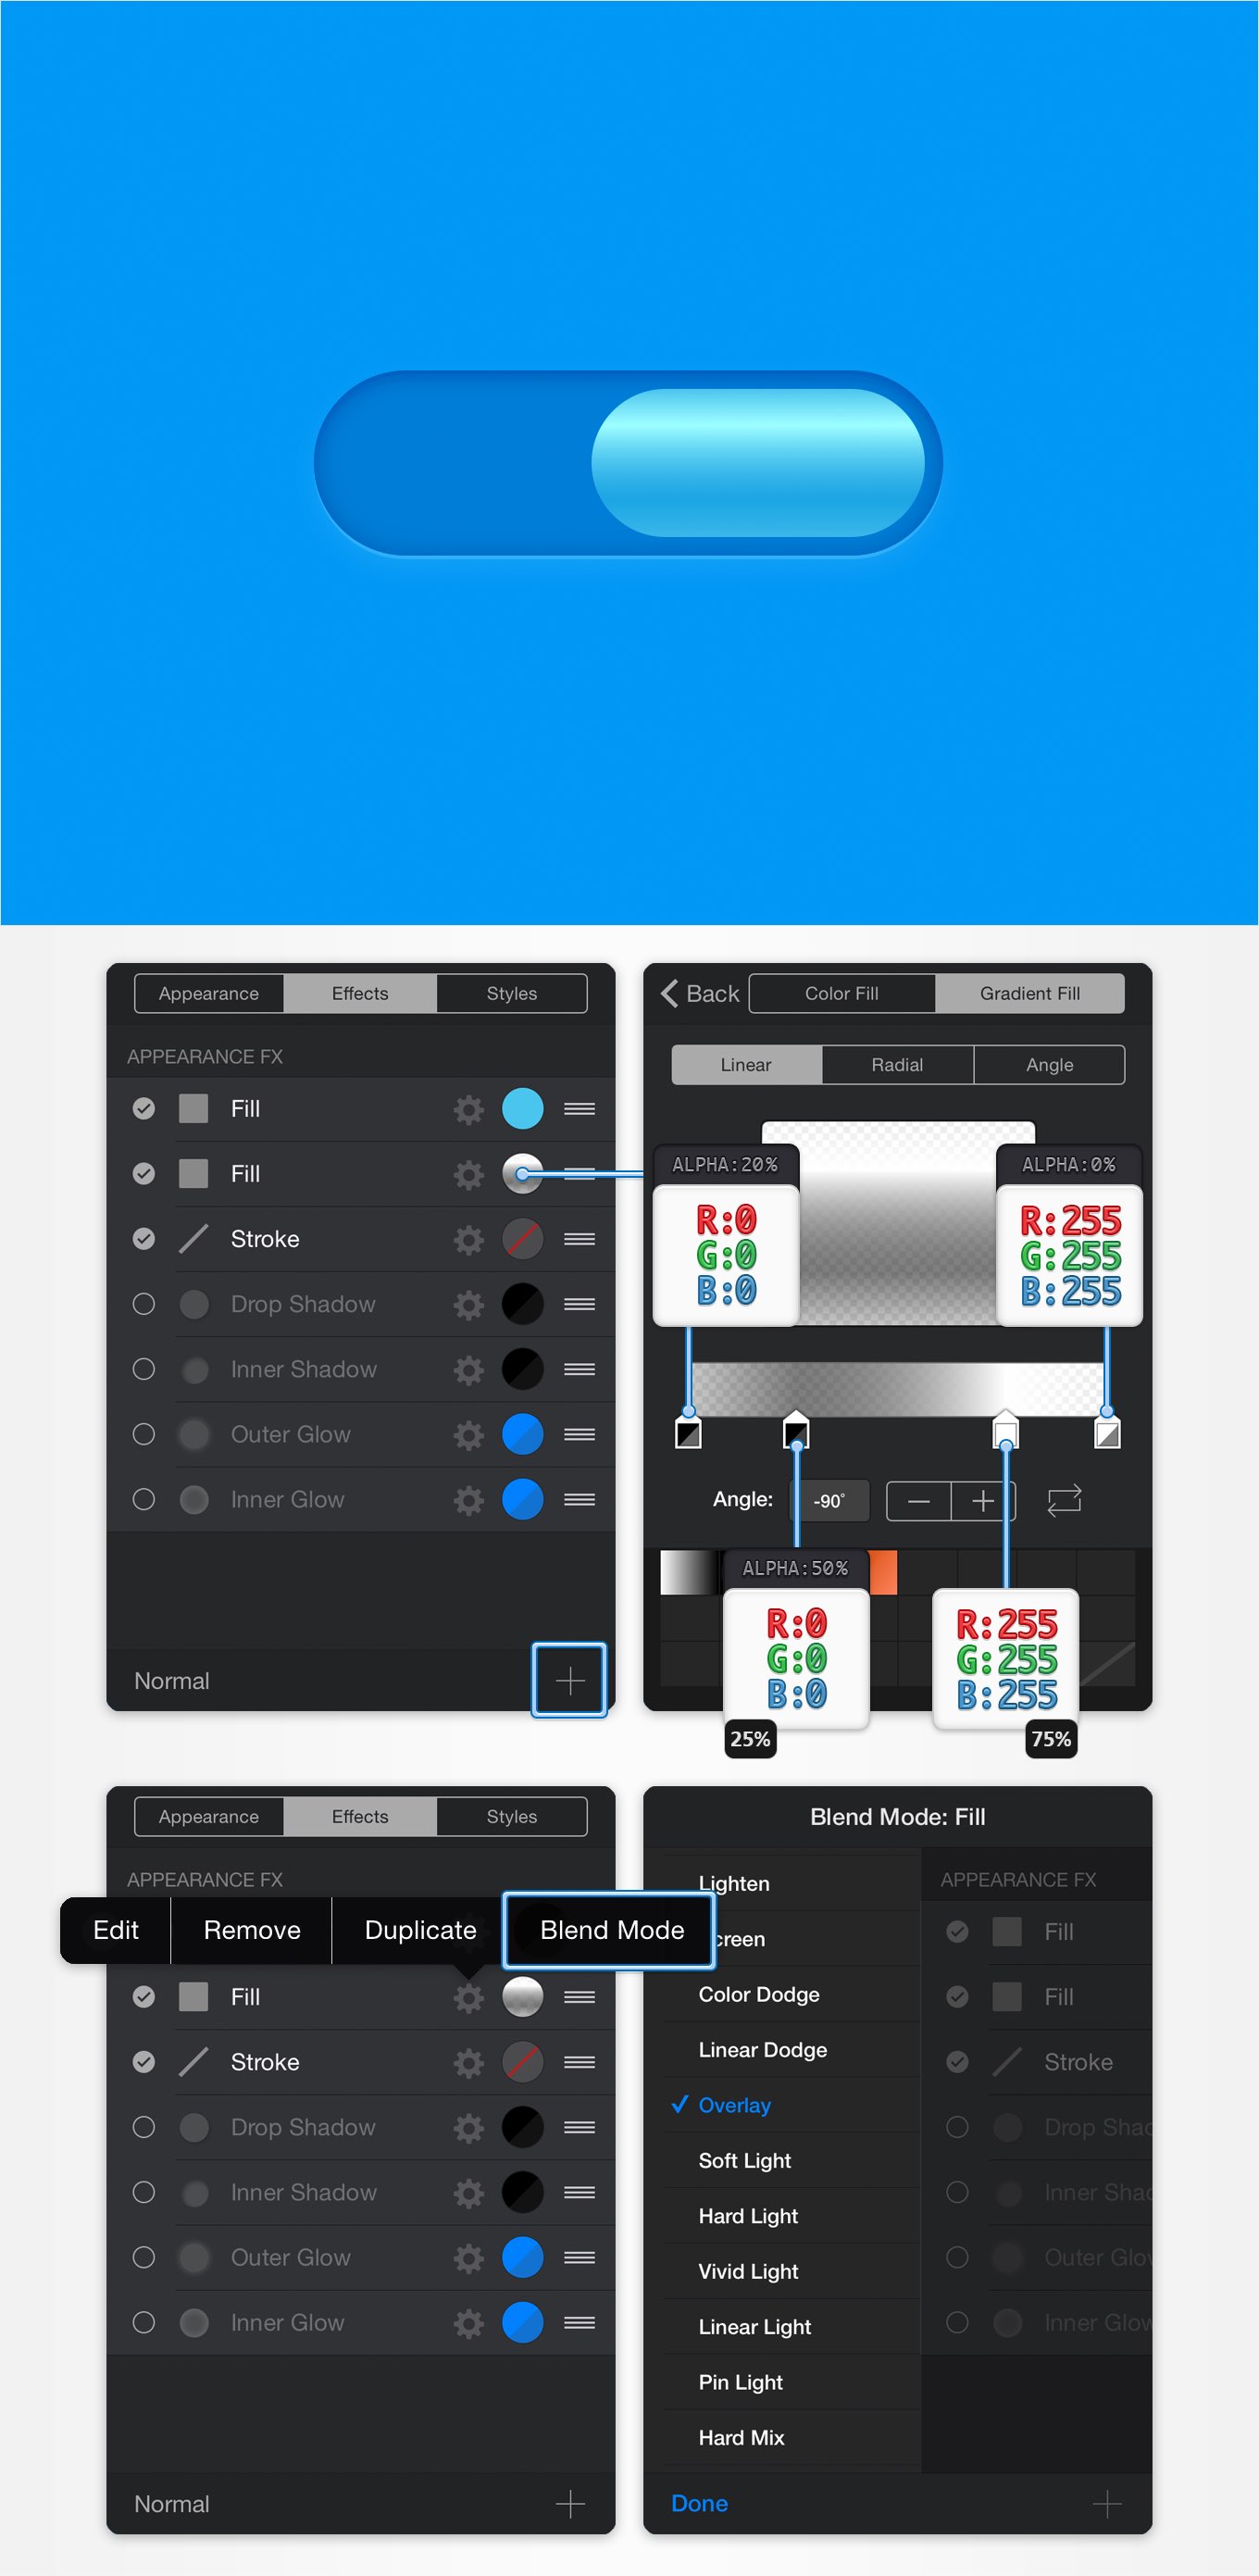 Appearance Effects Styles
APPEARANCE FX
Fill
Fill
Stroke
Drop Shadow
Inner Shadow
Outer Glow
Inner Glow
Normal
Back Color Fill Gradient Fill
Linear Radial Angle
ALPHA:20%
R:0
G:0
B:0
ALPHA:0%
R:255
G:255
B:255
Angle: -90°
ALPHA:50%
R:0
G:0
B:0
25%
R:255
G:255
B:255
75%
Appearance Effects Styles
APPEARANCE FX
Edit Remove Duplicate Blend Mode
Fill
Stroke
Drop Shadow
Inner Shadow
Outer Glow
Inner Glow
Normal
Blend Mode: Fill
Lighten
creen
Color Dodge
Linear Dodge
Overlay
Soft Light
Hard Light
Vivid Light
Linear Light
Pin Light
Hard Mix
Done
APPEARANCE FX
Fill
Fill
Stroke
Drop Shad
Inner Shad
Outer Glow
Inner Glow